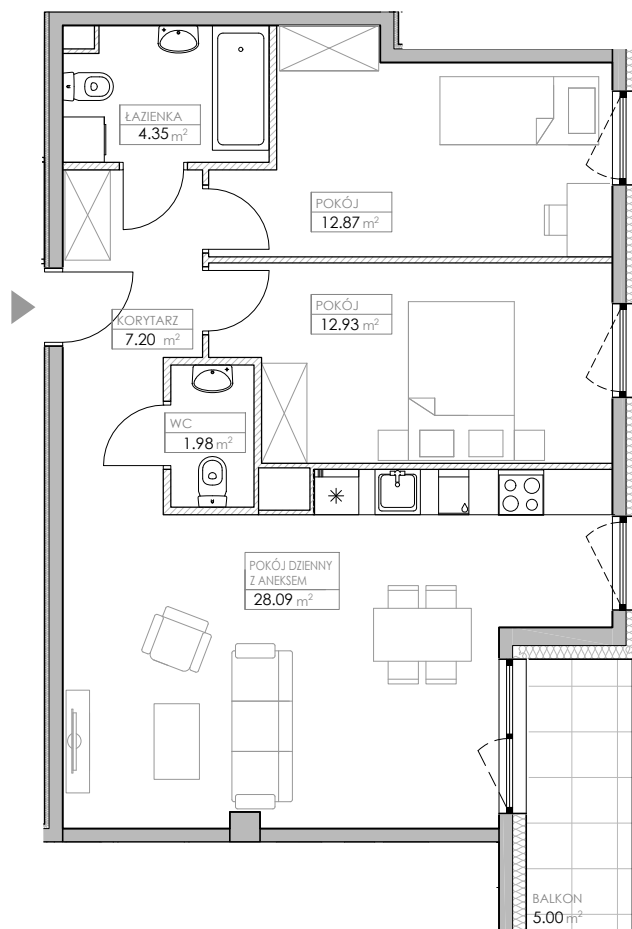 ŁAZIENKA
4.35 m²
POKÓJ
12.87 m²
POKÓJ
12.93 m²
KORYTARZ
7.20 m²
WC
1.98 m²
POKÓJ DZIENNY
Z ANEKSEM
28.09 m²
BALKON
5.00 m²